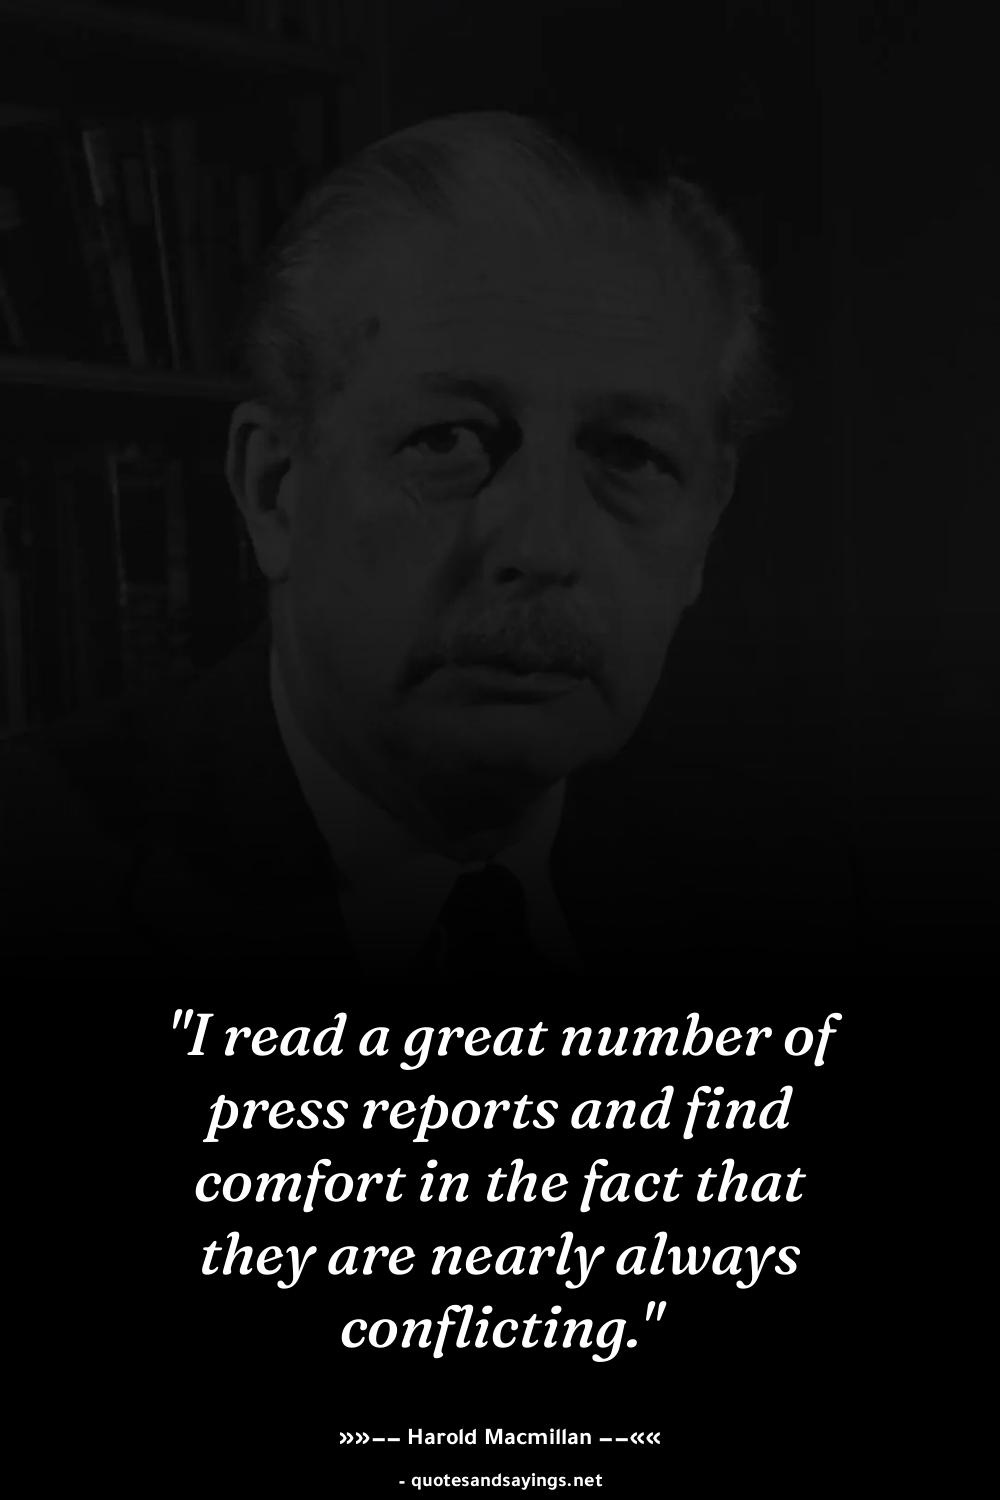 "I read a great number of
press reports and find
comfort in the fact that
they are nearly always
conflicting."
»»–– Harold Macmillan ––««
- quotesandsayings.net